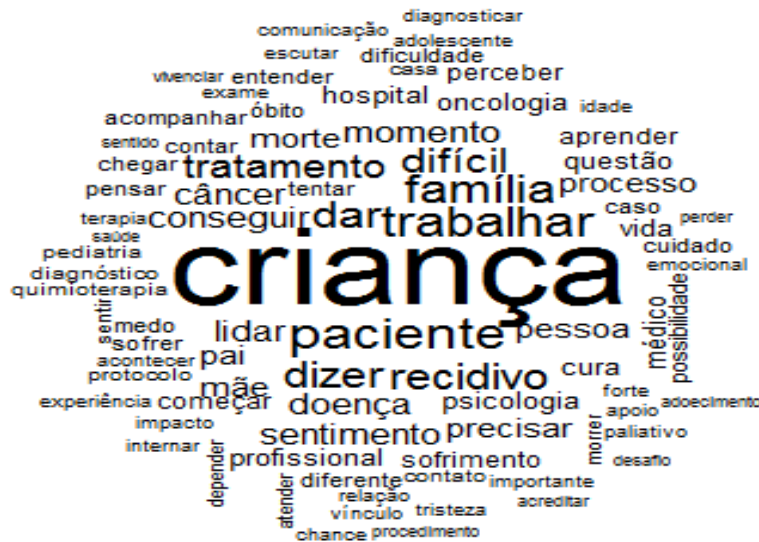 diagnosticar
comunicação adolescente
escutar dificuldade
vivenciar entender casa perceber
exame hospital oncologia idade
acompanhar óbito
sentido contar morte momento aprender
chegar tratamento difícil questão
pensar câncer tentar família processo
terapia conseguir dar trabalhar caso perder
saúde vida
pediatria criança cuidado
diagnóstico emocional
quimioterapia
sentir medo lidar paciente pessoa médico possibilidade
sofrer
acontecer pai dizer recidivo cura
protocolo mãe forte
experiência começar doença psicologia apoio adoecimento
impacto sentimento precisar morrer paliativo
internar
depender profissional sofrimento desafio
atender diferente contato importante
relação acreditar
vínculo tristeza
chance procedimento